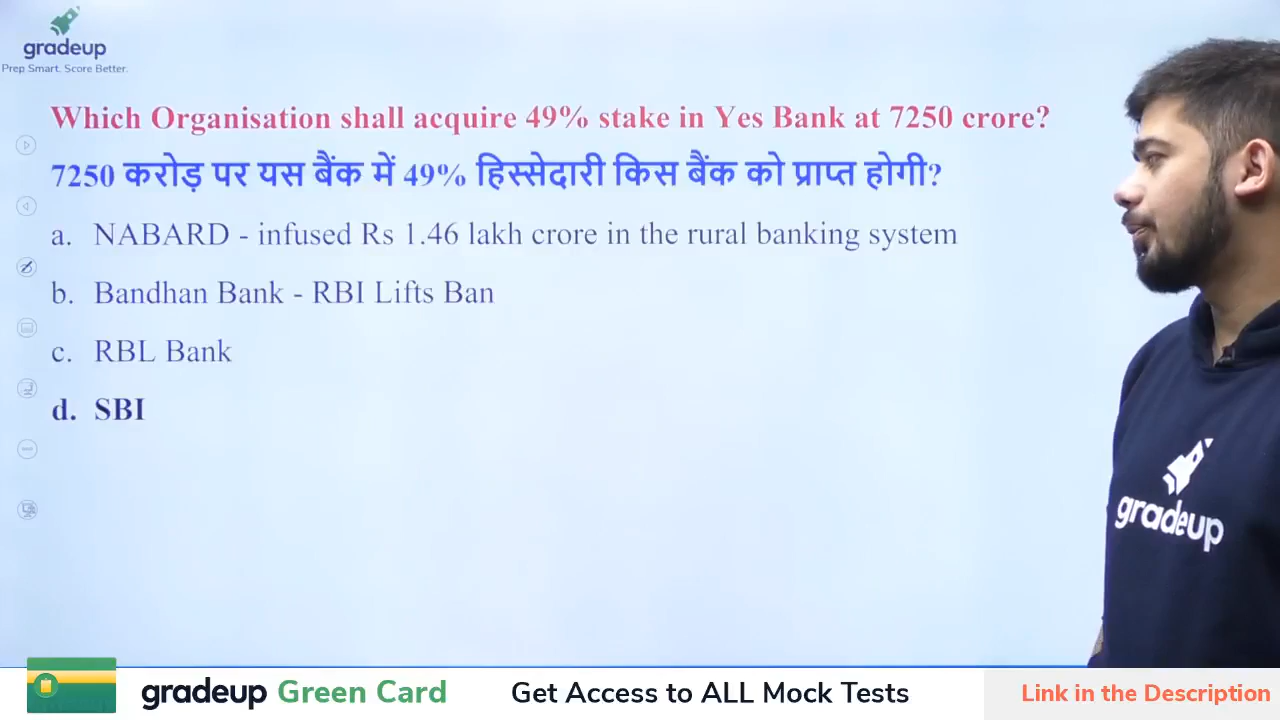 gradeup
Prep Smart. Score Better.
Which Organisation shall acquire 49% stake in Yes Bank at 7250 crore?
7250 करोड़ पर यस बैंक में 49% हिस्सेदारी किस बैंक को प्राप्त होगी?
a. NABARD - infused Rs 1.46 lakh crore in the rural banking system
b. Bandhan Bank - RBI Lifts Ban
c. RBL Bank
d. SBI
gradeup
gradeup Green Card Get Access to ALL Mock Tests Link in the Description